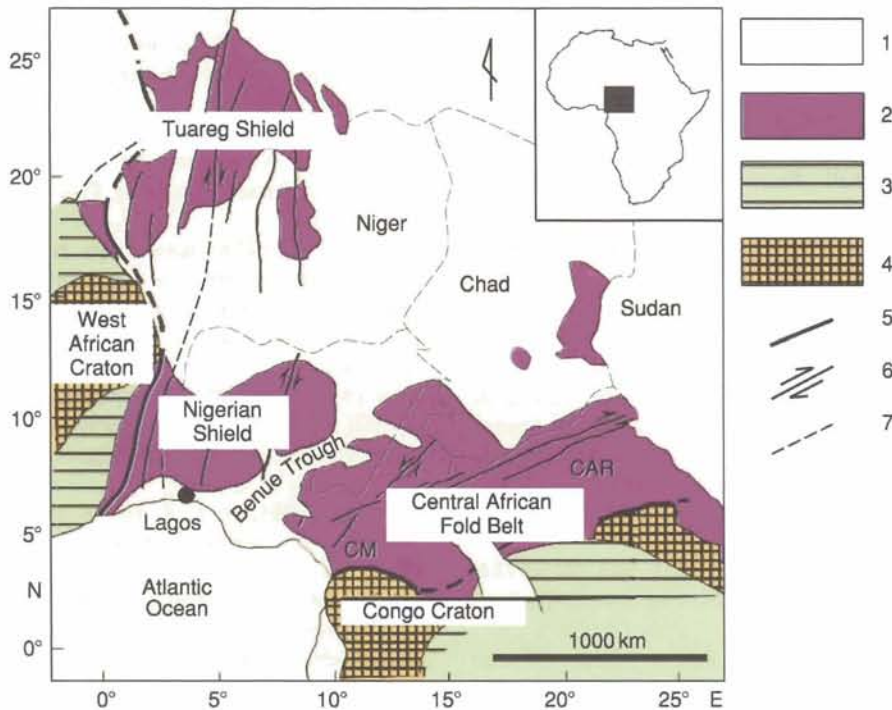 25°
20°
15°
10°
5°
N
0°
0°
5°
10°
15°
20°
25°
E
Tuareg Shield
Niger
Chad
Sudan
West
African
Craton
Nigerian
Shield
Benue Trough
Lagos
CAR
Central African
Fold Belt
CM
Atlantic
Ocean
Congo Craton
1000 km
1
2
3
4
5
6
7